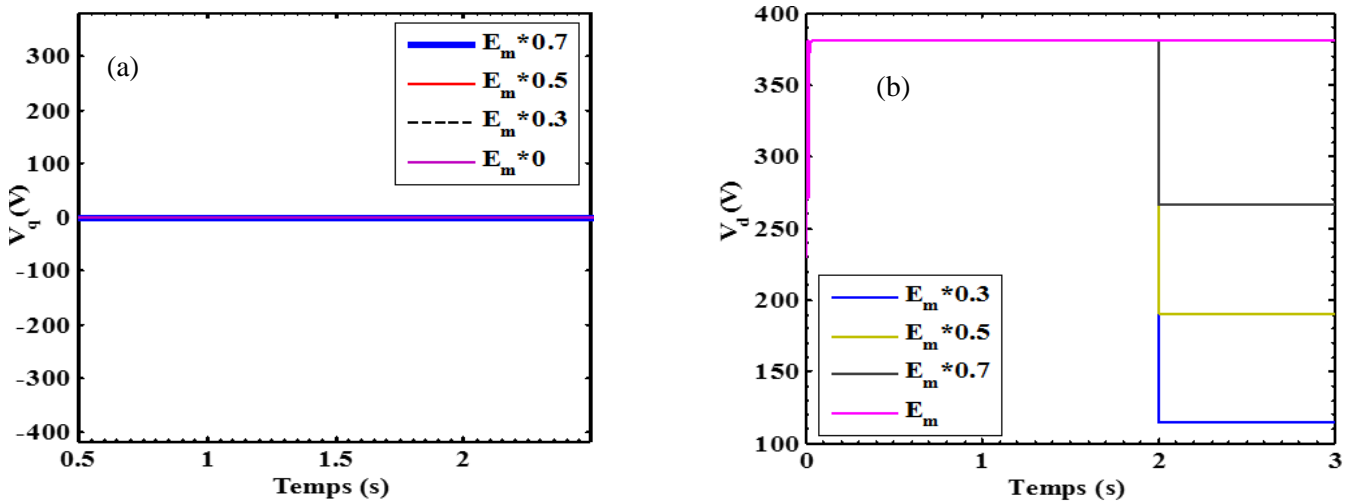 (a)
E_m*0.7
E_m*0.5
E_m*0.3
E_m*0
300
200
100
0
-100
-200
-300
-400
V_q (V)
0.5 1 1.5 2
Temps (s)
(b)
400
350
300
250
200
150
100
V_d (V)
E_m*0.3
E_m*0.5
E_m*0.7
E_m
0 1 2 3
Temps (s)